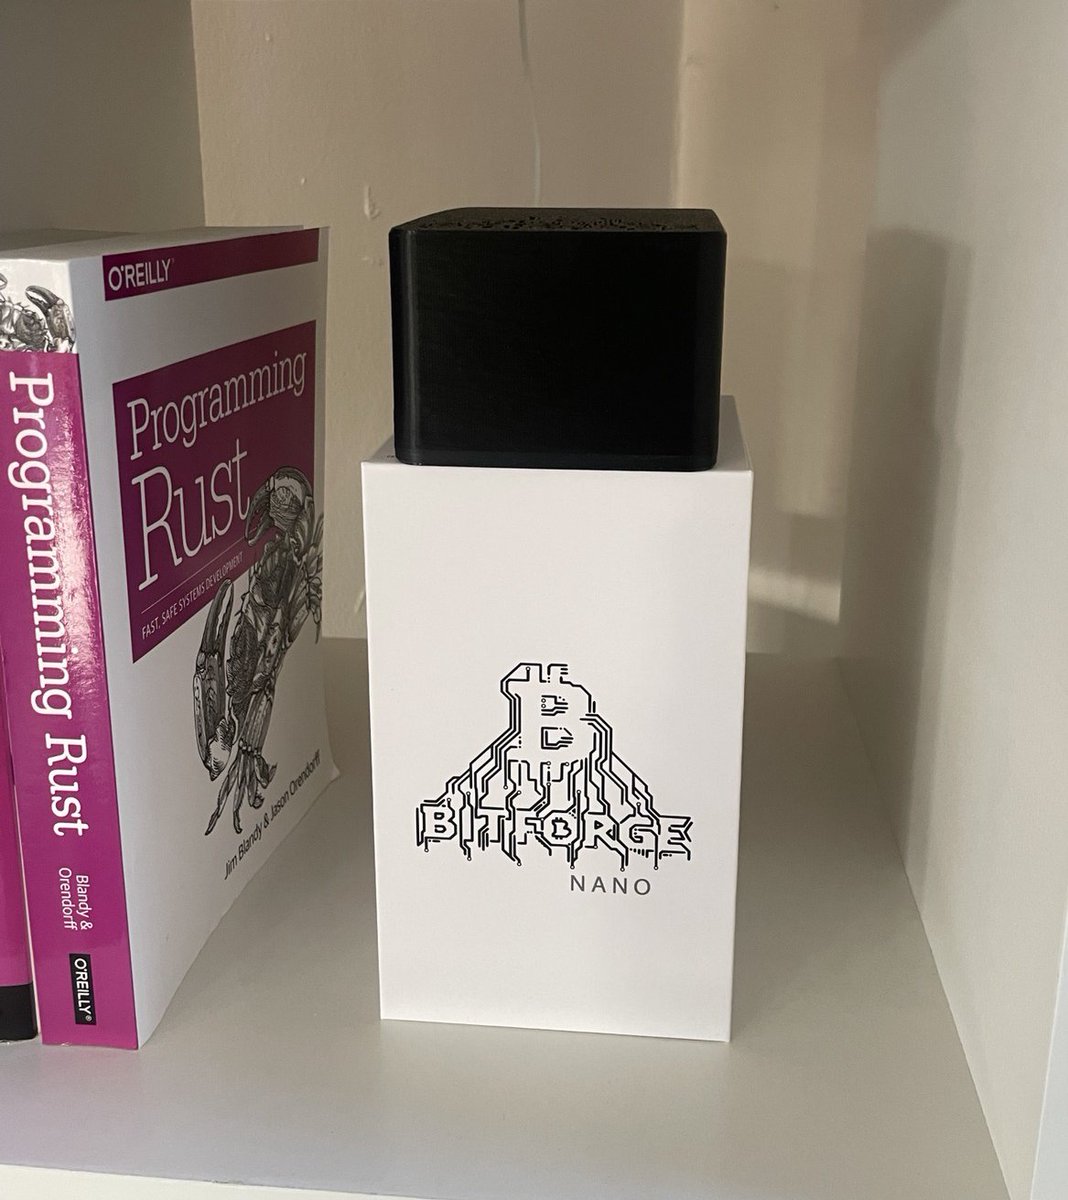 Programming Rust
Blandy &
Orendorff
O'REILLY®
O'REILLY®
Programming
Rust
FAST, SAFE SYSTEMS DEVELOPMENT
Jim Blandy & Jason Orendorff
BITFORGE
NANO